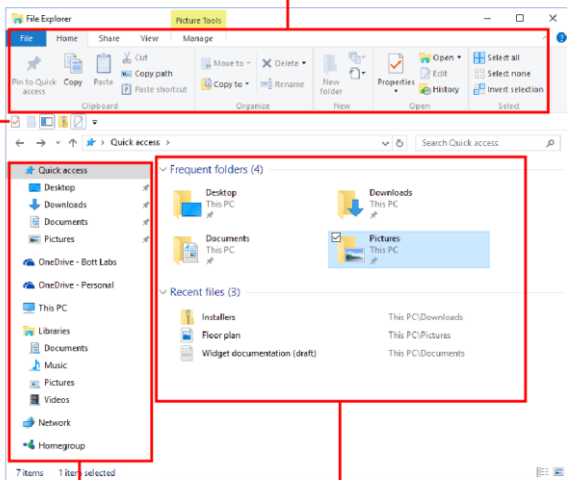 File Explorer
Picture Tools
File Home Share View Manage
Pin to Quick access
Copy
Paste
Cut
Copy path
Paste shortcut
Clipboard
Move to
Copy to
Delete
Rename
Organize
New folder
New
Properties
Open
Edit
History
Open
Select all
Select none
Invert selection
Select
Quick access
Search Quick access
Quick access
Desktop
Downloads
Documents
Pictures
OneDrive - Bott Labs
OneDrive - Personal
This PC
Libraries
Documents
Music
Pictures
Videos
Network
Homegroup
Frequent folders (4)
Desktop
This PC
Downloads
This PC
Documents
This PC
Pictures
This PC
Recent files (3)
Installers This PC\Downloads
Floor plan This PC\Pictures
Widget documentation (draft) This PC\Documents
7 items 1 item selected